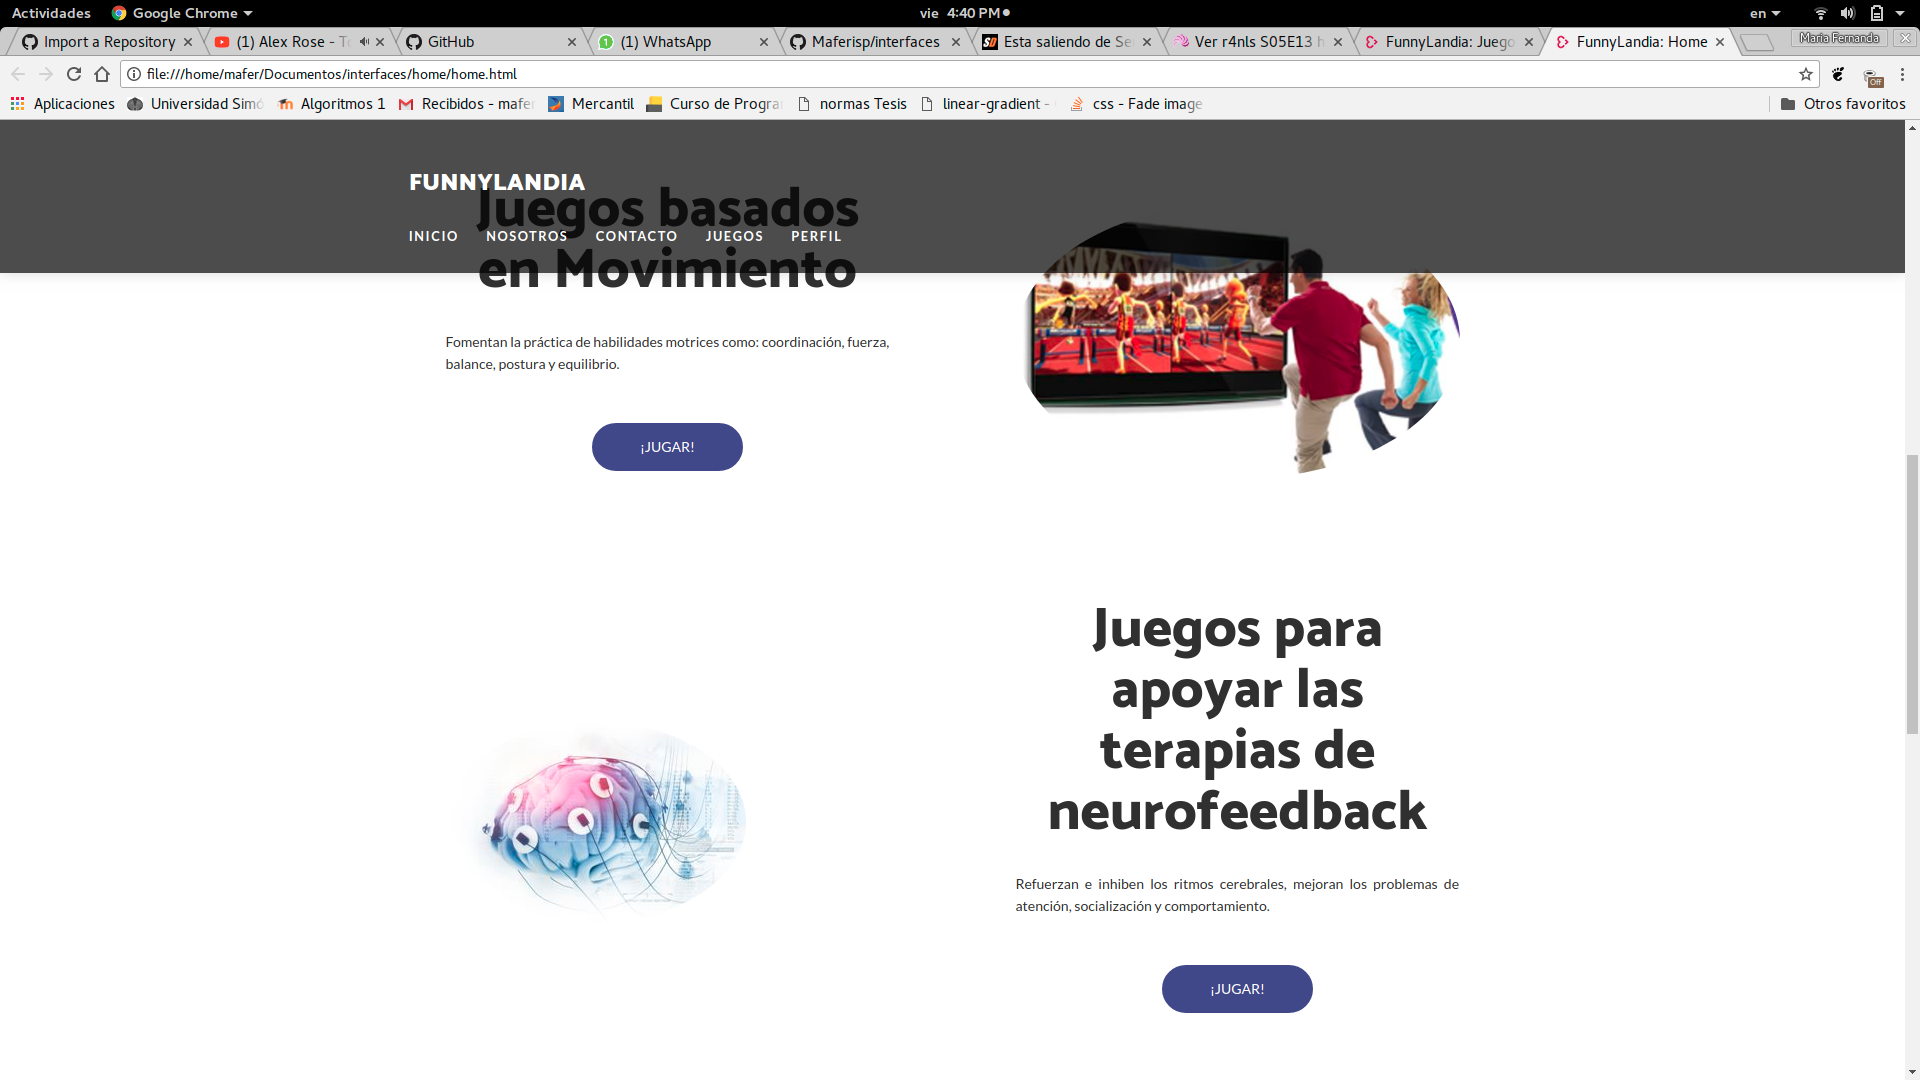 Actividades Google Chrome vie 4:40 PM en
Import a Repository (1) Alex Rose - To GitHub (1) WhatsApp Maferisp/interfaces Esta saliendo de Se Ver r4nls S05E13 h FunnyLandia: Juego FunnyLandia: Home Maria Fernanda
file:///home/mafer/Documentos/interfaces/home/home.html
Off
Aplicaciones Universidad Simó Algoritmos 1 Recibidos - mafer Mercantil Curso de Progra normas Tesis linear-gradient - css - Fade image Otros favoritos
FUNNYLANDIA
INICIO NOSOTROS CONTACTO JUEGOS PERFIL
Juegos basados
en Movimiento
Fomentan la práctica de habilidades motrices como: coordinación, fuerza,
balance, postura y equilibrio.
¡JUGAR!
Juegos para
apoyar las
terapias de
neurofeedback
Refuerzan e inhiben los ritmos cerebrales, mejoran los problemas de
atención, socialización y comportamiento.
¡JUGAR!